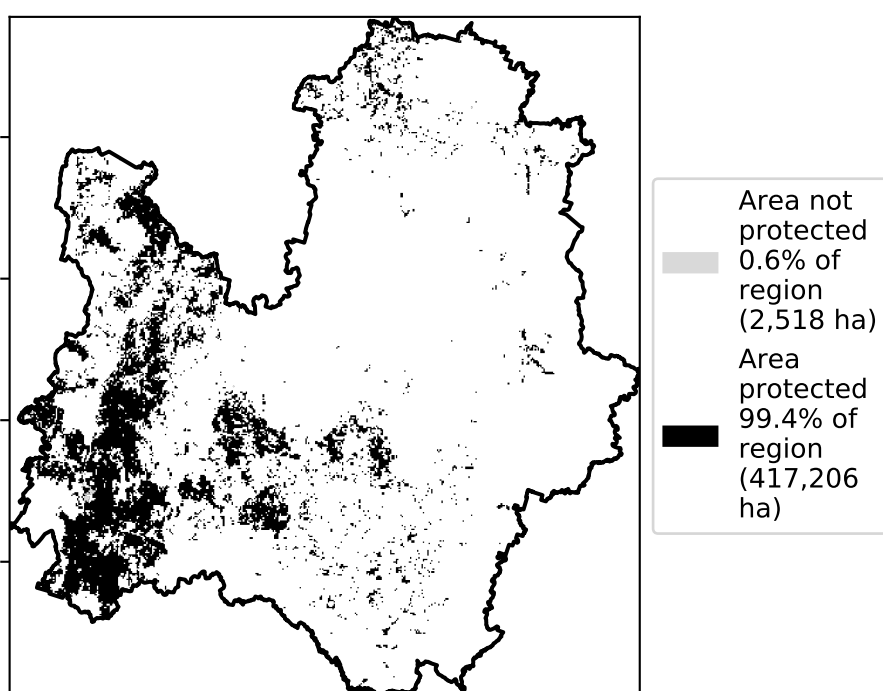 Area not
protected
0.6% of
region
(2,518 ha)
Area
protected
99.4% of
region
(417,206
ha)